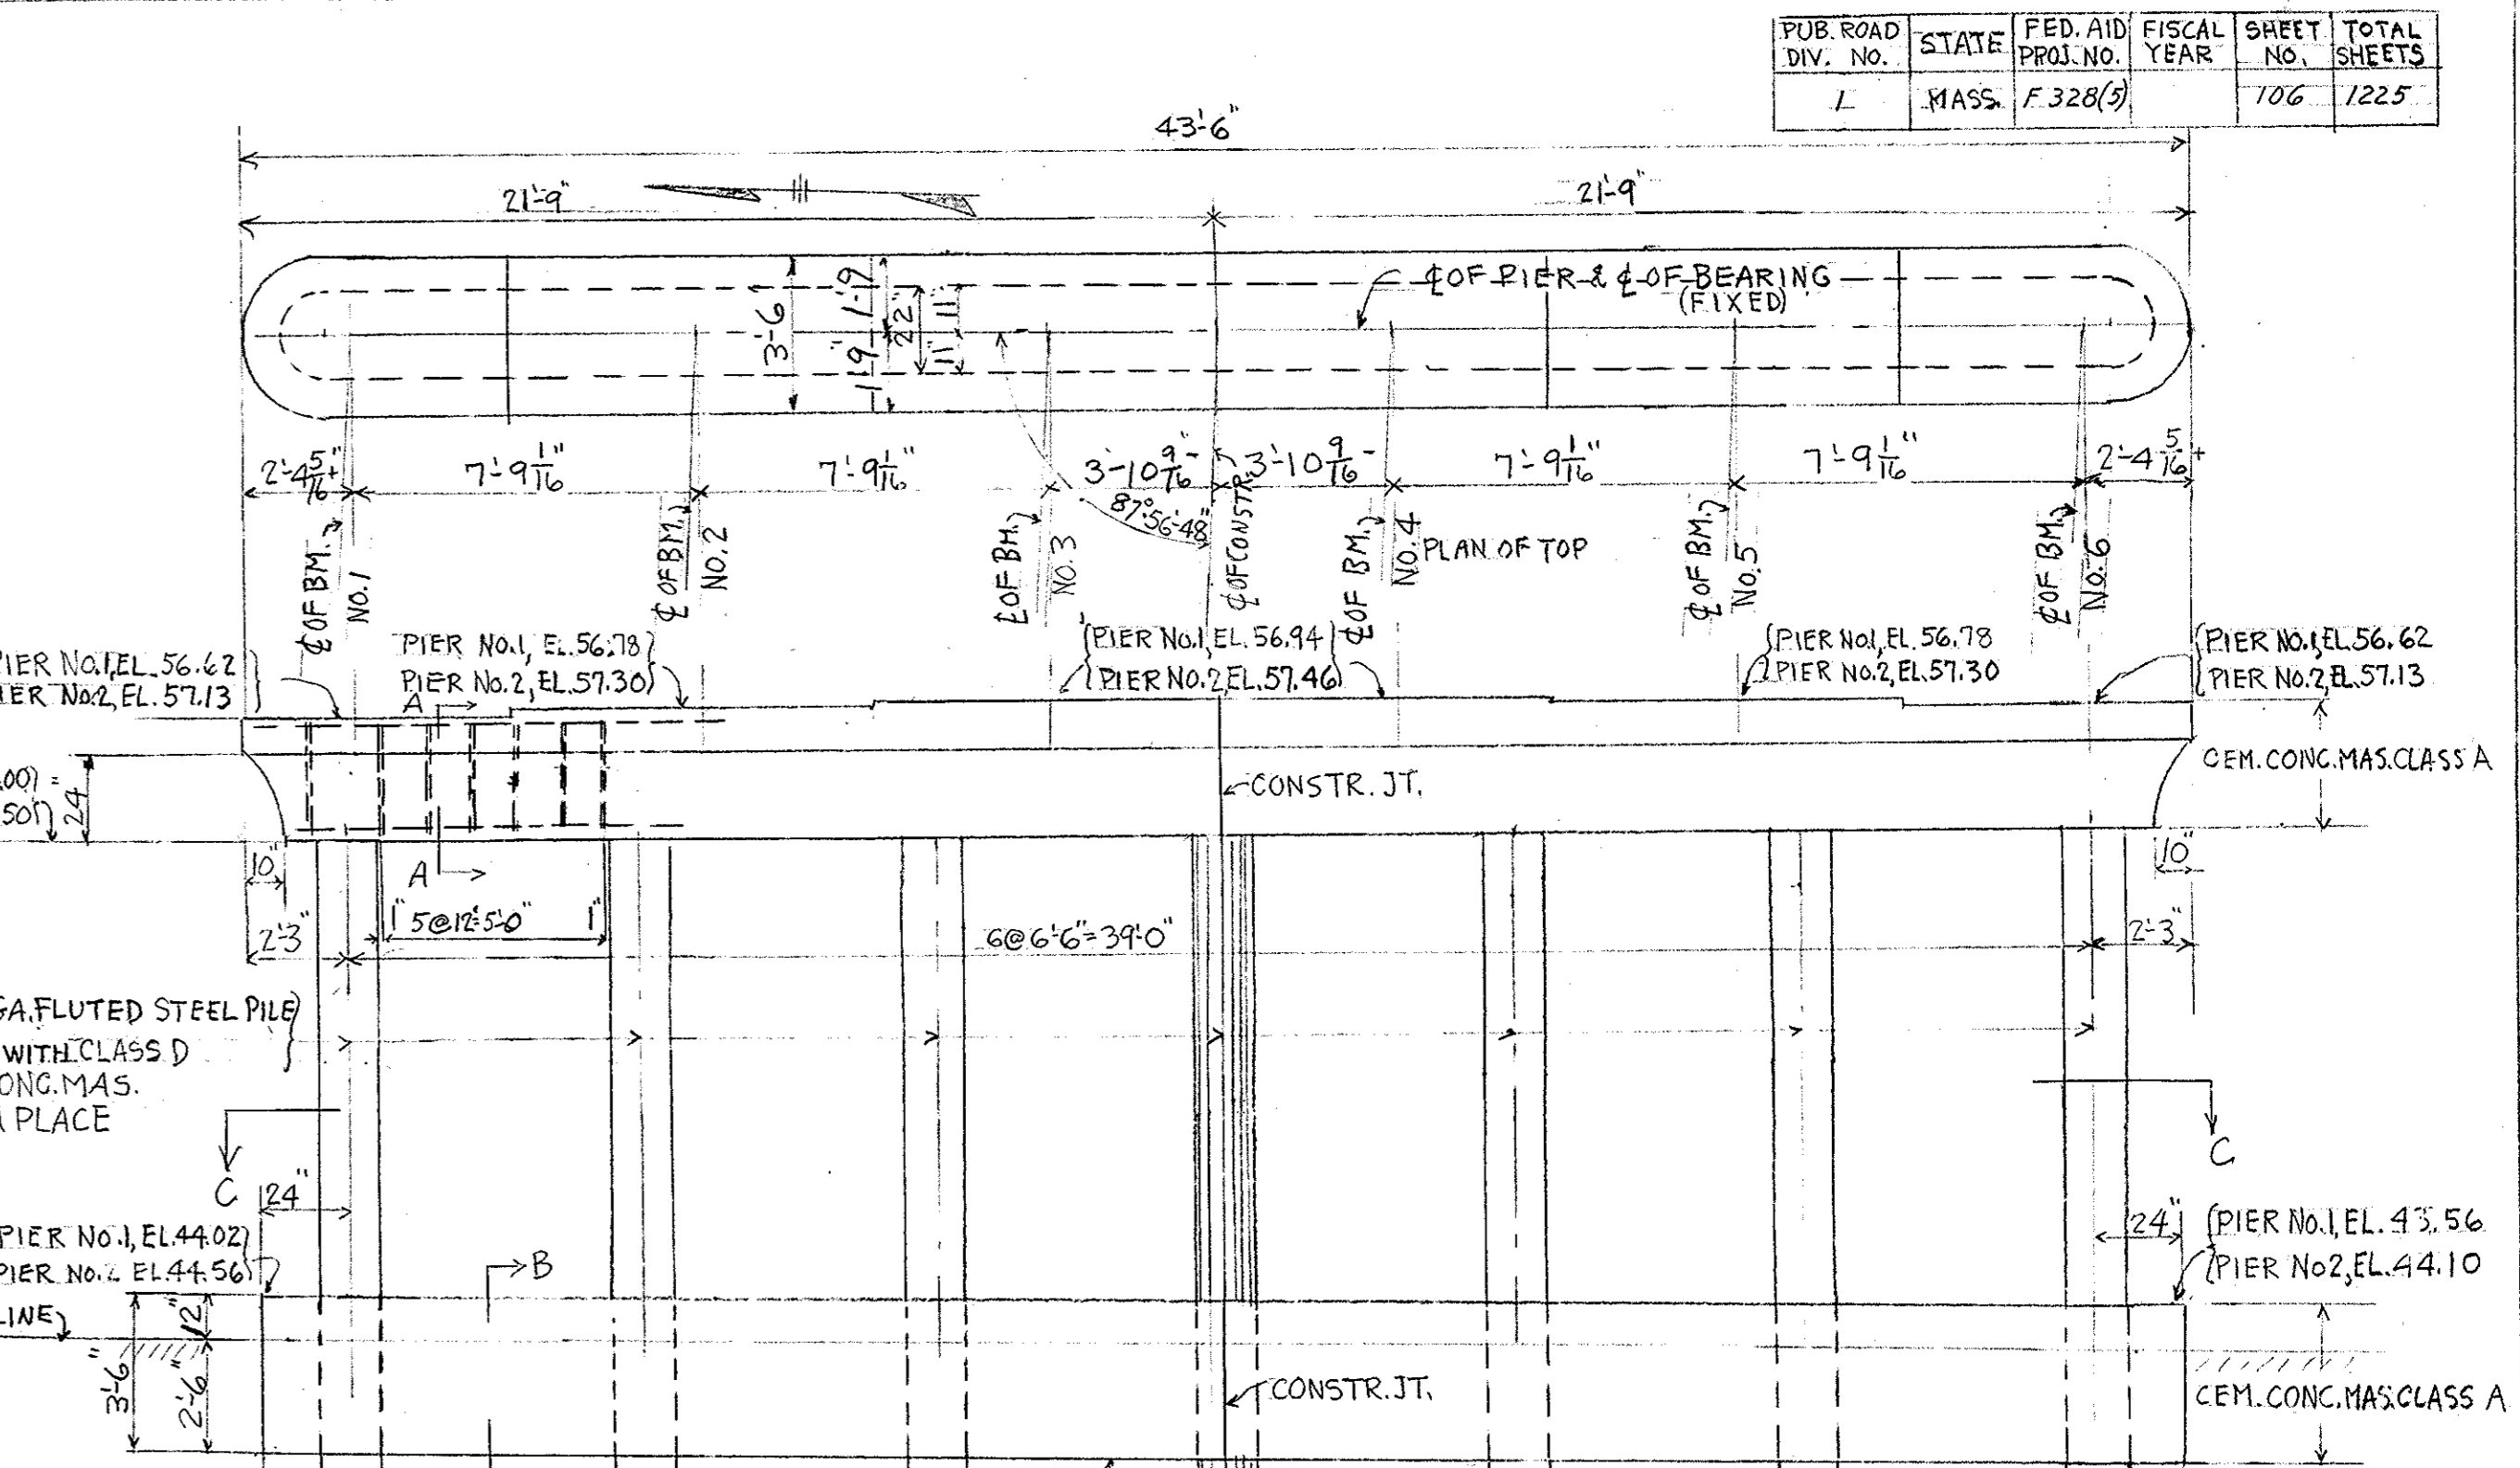 PUB. ROAD DIV. NO. STATE FED. AID PROJ. NO. FISCAL YEAR SHEET NO. TOTAL SHEETS
1 MASS. F 328(5) 106 1225
43'-6"
21'-9" 21'-9"
℄ OF PIER & ℄ OF BEARING
(FIXED)
3'-6" 1'-9" 1'-9" 22" 11" 11"
2'-4 5/16"+ 7'-9 1/16" 7'-9 1/16" 3'-10 9/16"- 3'-10 9/16- 7'-9 1/16" 7'-9 1/16" 2'-4 5/16"+
87°-56'-48"
℄ OF BM. NO. 1
℄ OF BM. NO. 2
℄ OF BM. NO. 3
℄ OF CONSTR.
℄ OF BM. NO. 4
℄ OF BM. NO. 5
℄ OF BM. NO. 6
PLAN OF TOP
PIER NO.1, EL. 56.62
PIER NO.2, EL. 57.13
PIER NO.1, EL. 56.78
PIER NO.2, EL. 57.30
PIER NO.1, EL. 56.94
PIER NO.2, EL. 57.46
PIER NO.1, EL. 56.78
PIER NO.2, EL. 57.30
PIER NO.1, EL. 56.62
PIER NO.2, EL. 57.13
A
.00) =
.50)
24
CONSTR. JT.
CEM. CONC. MAS. CLASS A
10" A 10"
1" 5@12=5'-0" 1"
2'-3" 6@6'-6"=39'-0" 2'-3"
GA. FLUTED STEEL PILE
WITH CLASS D
CONC. MAS.
PLACE
C C
24" 24"
PIER NO.1, EL. 44.02
PIER NO.2 EL. 44.56
PIER NO.1, EL. 43.56
PIER NO2, EL. 44.10
B
LINE
12"
3'-6" 2'-6"
CONSTR. JT.
CEM. CONC. MAS. CLASS A